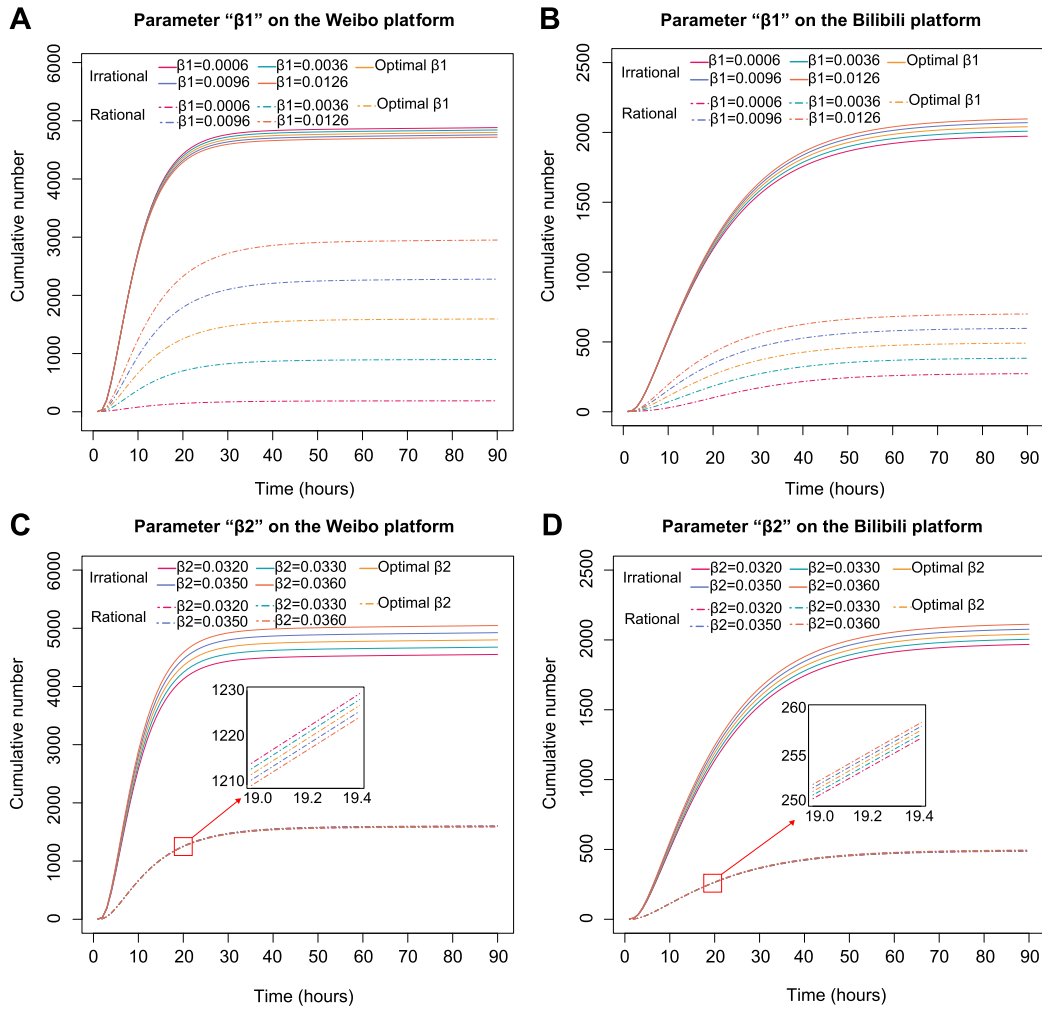 A
Parameter “β1” on the Weibo platform
Irrational
β1=0.0006 β1=0.0036 Optimal β1
β1=0.0096 β1=0.0126
Rational
β1=0.0006 β1=0.0036 Optimal β1
β1=0.0096 β1=0.0126
Cumulative number
6000
5000
4000
3000
2000
1000
0
0 10 20 30 40 50 60 70 80 90
Time (hours)
B
Parameter “β1” on the Bilibili platform
Irrational
β1=0.0006 β1=0.0036 Optimal β1
β1=0.0096 β1=0.0126
Rational
β1=0.0006 β1=0.0036 Optimal β1
β1=0.0096 β1=0.0126
Cumulative number
2500
2000
1500
1000
500
0
0 10 20 30 40 50 60 70 80 90
Time (hours)
C
Parameter “β2” on the Weibo platform
Irrational
β2=0.0320 β2=0.0330 Optimal β2
β2=0.0350 β2=0.0360
Rational
β2=0.0320 β2=0.0330 Optimal β2
β2=0.0350 β2=0.0360
Cumulative number
6000
5000
4000
3000
2000
1000
0
1230
1220
1210
19.0 19.2 19.4
0 10 20 30 40 50 60 70 80 90
Time (hours)
D
Parameter “β2” on the Bilibili platform
Irrational
β2=0.0320 β2=0.0330 Optimal β2
β2=0.0350 β2=0.0360
Rational
β2=0.0320 β2=0.0330 Optimal β2
β2=0.0350 β2=0.0360
Cumulative number
2500
2000
1500
1000
500
0
260
255
250
19.0 19.2 19.4
0 10 20 30 40 50 60 70 80 90
Time (hours)